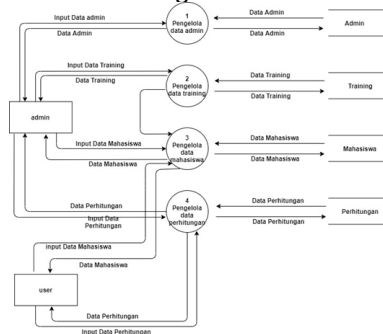 Input Data admin
Data Admin
1
Pengelola
data admin
Data Admin
Data Admin
Admin
Input Data Training
Data Training
2
Pengelola
data training
Data Training
Data Training
Training
admin
Input Data Mahasiswa
Data Mahasiswa
3
Pengelola
data
mahasiswa
Data Mahasiswa
Data Mahasiswa
Mahasiswa
Data Perhitungan
Input Data
Perhitungan
4
Pengelola
data
perhitungan
Data Perhitungan
Data Perhitungan
Perhitungan
input Data Mahasiswa
Data Mahasiswa
user
Data Perhitungan
Input Data Perhitungan